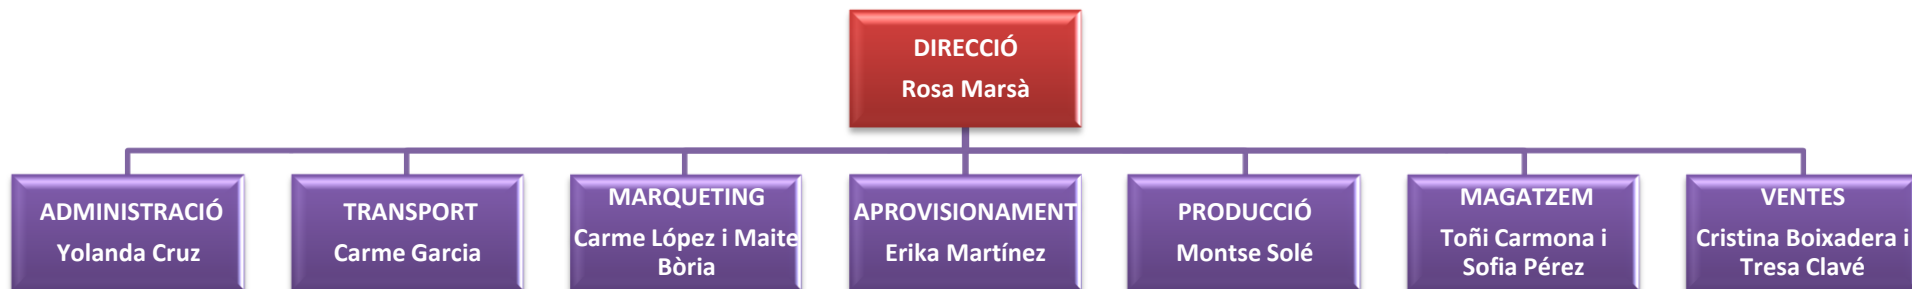 DIRECCIÓ
Rosa Marsà
ADMINISTRACIÓ
Yolanda Cruz
TRANSPORT
Carme Garcia
MARQUETING
Carme López i Maite
Bòria
APROVISIONAMENT
Erika Martínez
PRODUCCIÓ
Montse Solé
MAGATZEM
Toñi Carmona i
Sofia Pérez
VENTES
Cristina Boixadera i
Tresa Clavé